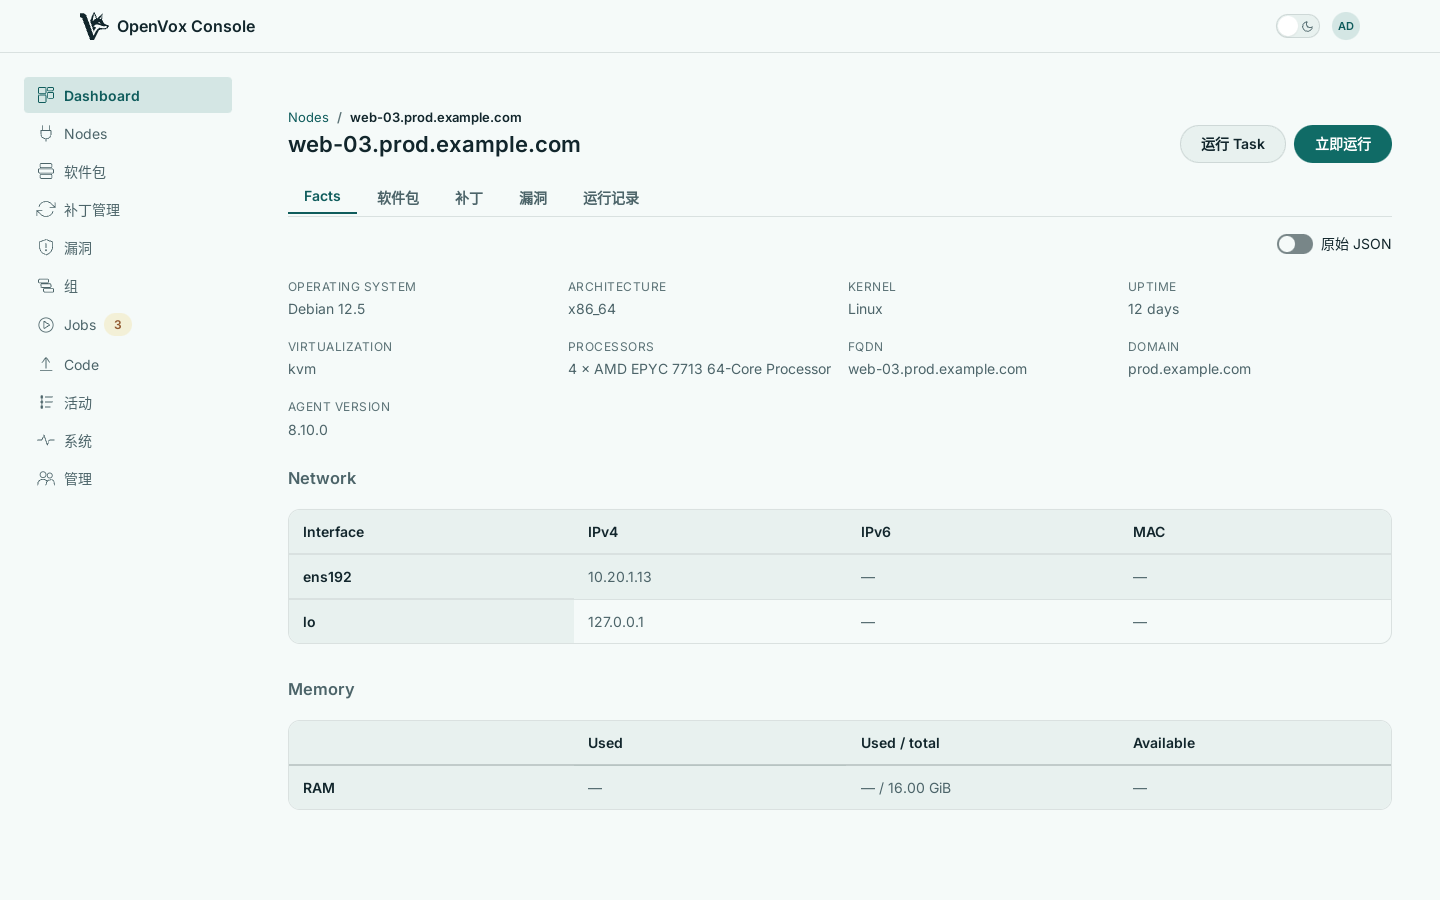 OpenVox Console
AD
Dashboard
Nodes
软件包
补丁管理
漏洞
组
Jobs 3
Code
活动
系统
管理
Nodes / web-03.prod.example.com
web-03.prod.example.com
运行 Task
立即运行
Facts 软件包 补丁 漏洞 运行记录
原始 JSON
OPERATING SYSTEM ARCHITECTURE KERNEL UPTIME
Debian 12.5 x86_64 Linux 12 days
VIRTUALIZATION PROCESSORS FQDN DOMAIN
kvm 4 × AMD EPYC 7713 64-Core Processor web-03.prod.example.com prod.example.com
AGENT VERSION
8.10.0
Network
Interface IPv4 IPv6 MAC
ens192 10.20.1.13 — —
lo 127.0.0.1 — —
Memory
Used Used / total Available
RAM — — / 16.00 GiB —